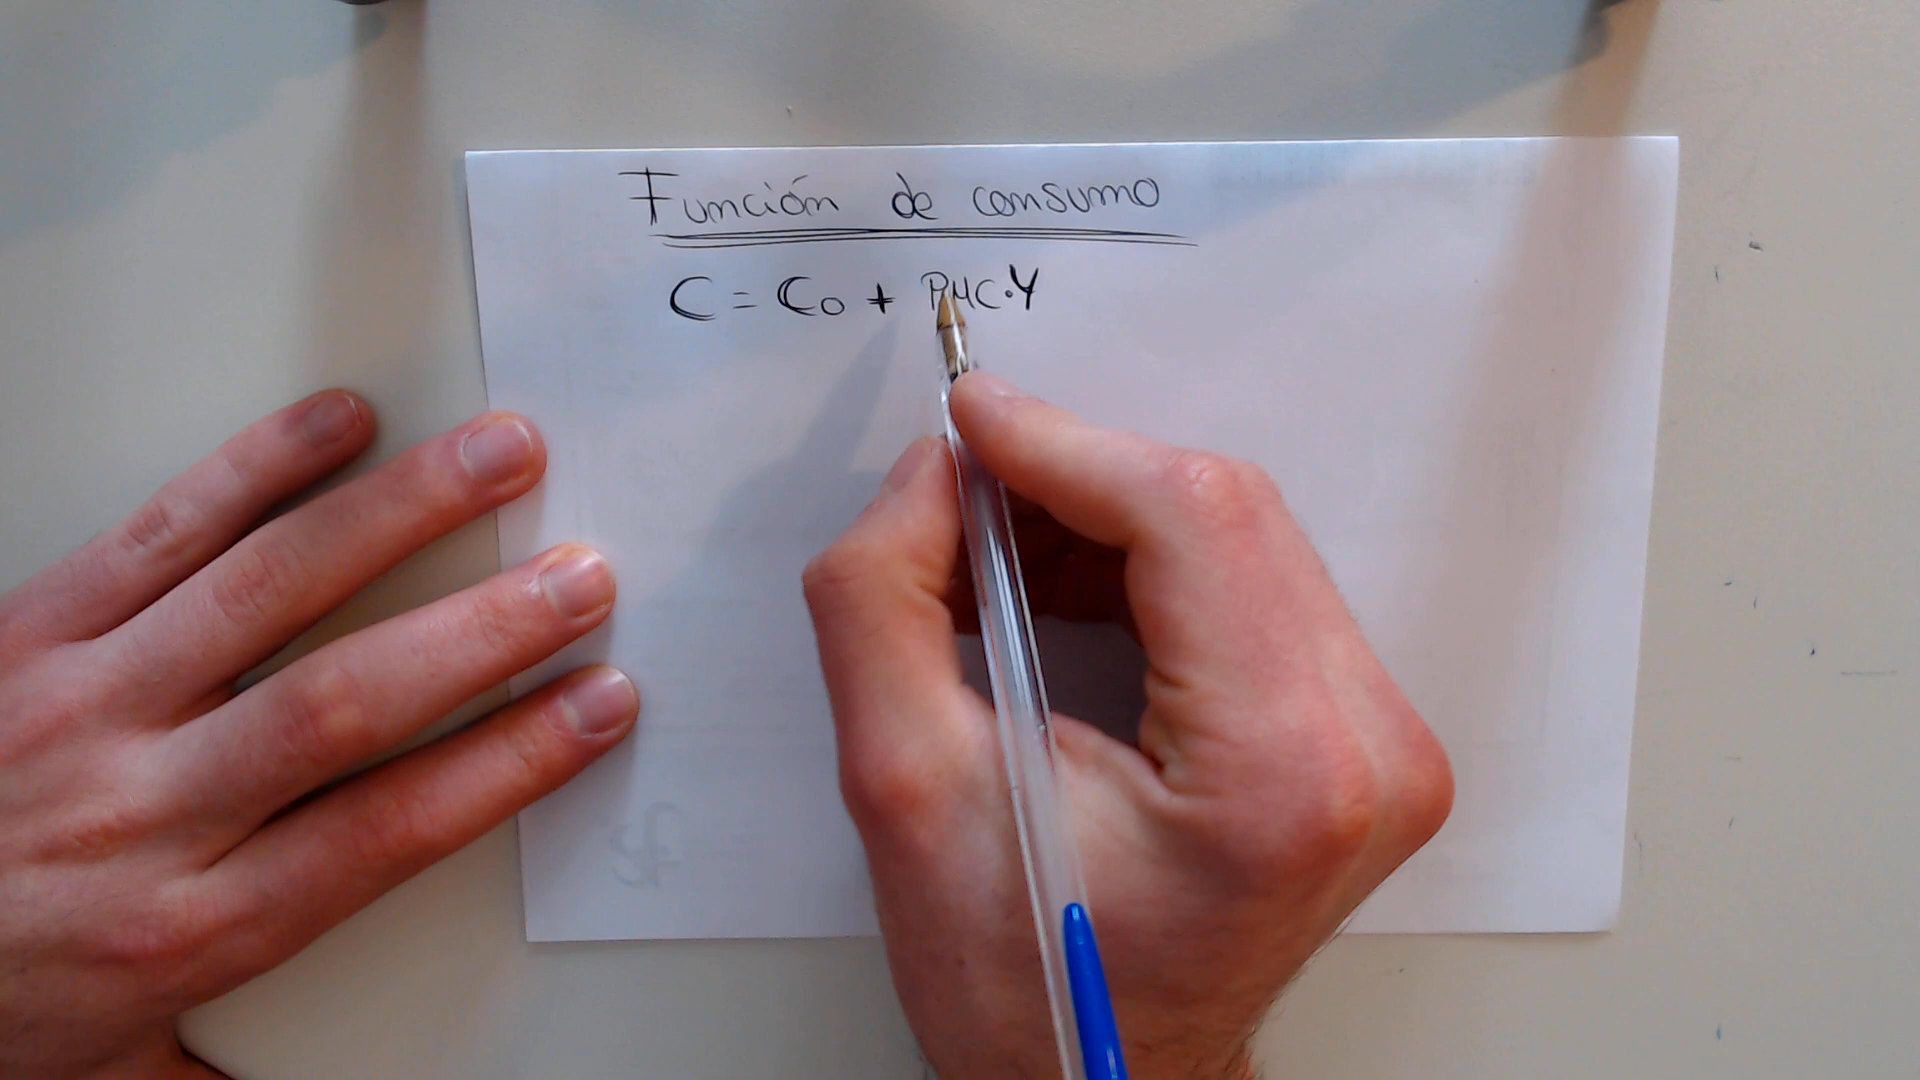 Función de consumo
C = C₀ + PMC·Y